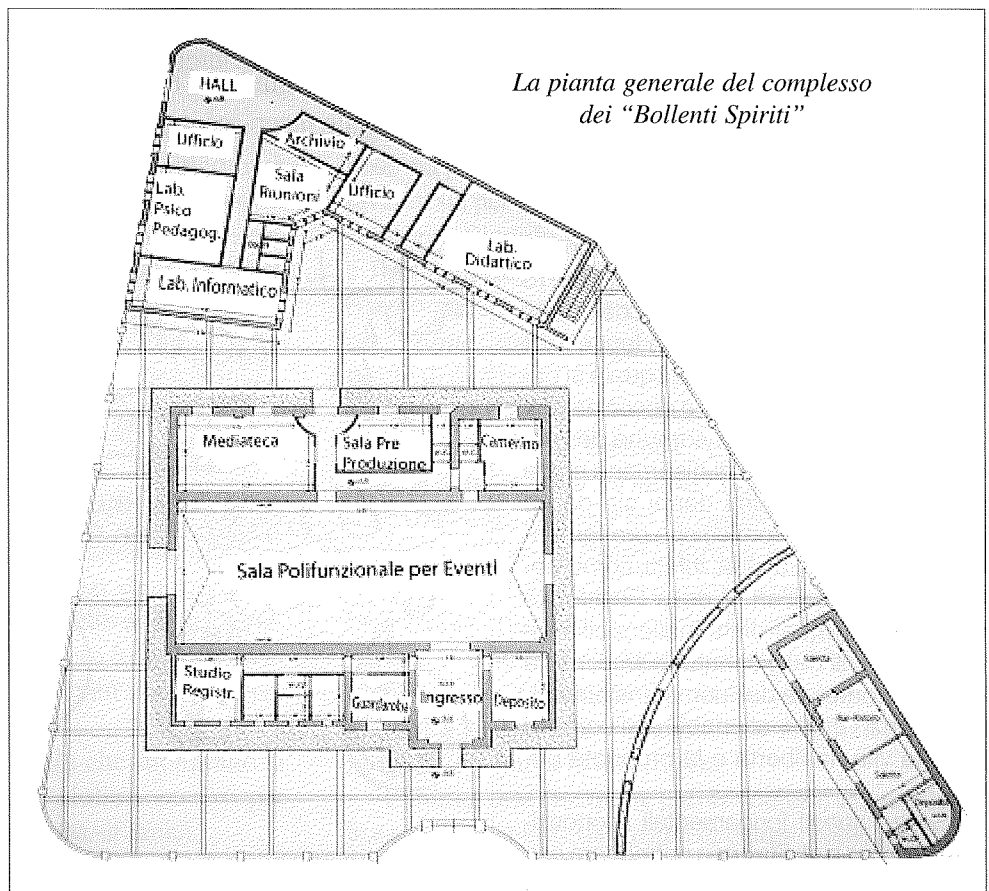 La pianta generale del complesso
dei “Bollenti Spiriti”
HALL
Ufficio
Archivio
Sala
Riunioni
Ufficio
Lab.
Psico
Pedagog.
Lab.
Didattico
Lab. Informatico
Mediateca
Sala Pre
Produzione
Camerino
Sala Polifunzionale per Eventi
Studio
Registr.
Guardaroba
Ingresso
Deposito
Deposito